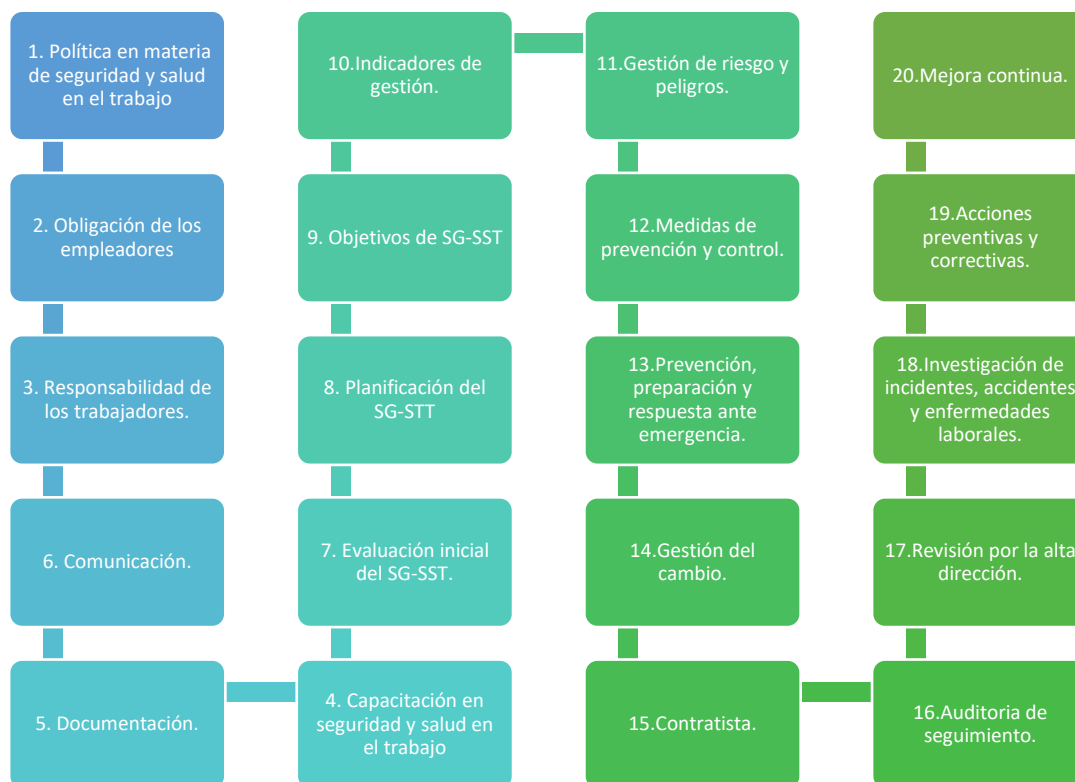 1. Política en materia
de seguridad y salud
en el trabajo
2. Obligación de los
empleadores
3. Responsabilidad de
los trabajadores.
6. Comunicación.
5. Documentación.
4. Capacitación en
seguridad y salud en
el trabajo
7. Evaluación inicial
del SG-SST.
8. Planificación del
SG-STT
9. Objetivos de SG-SST
10.Indicadores de
gestión.
11.Gestión de riesgo y
peligros.
12.Medidas de
prevención y control.
13.Prevención,
preparación y
respuesta ante
emergencia.
14.Gestión del
cambio.
15.Contratista.
16.Auditoria de
seguimiento.
17.Revisión por la alta
dirección.
18.Investigación de
incidentes, accidentes
y enfermedades
laborales.
19.Acciones
preventivas y
correctivas.
20.Mejora continua.